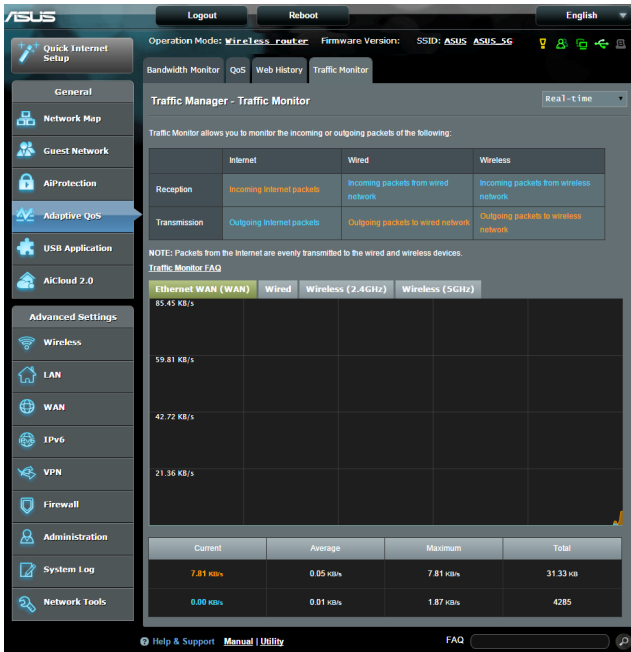 ASUS
Logout
Reboot
English
Quick Internet
Setup
Operation Mode: Wireless router Firmware Version: SSID: ASUS ASUS_5G
Bandwidth Monitor QoS Web History Traffic Monitor
General
Network Map
Guest Network
AiProtection
Adaptive QoS
USB Application
AiCloud 2.0
Advanced Settings
Wireless
LAN
WAN
IPv6
VPN
Firewall
Administration
System Log
Network Tools
Traffic Manager - Traffic Monitor
Real-time
Traffic Monitor allows you to monitor the incoming or outgoing packets of the following:
Internet Wired Wireless
Reception
Incoming Internet packets
Incoming packets from wired
network
Incoming packets from wireless
network
Transmission
Outgoing Internet packets
Outgoing packets to wired network
Outgoing packets to wireless
network
NOTE: Packets from the Internet are evenly transmitted to the wired and wireless devices.
Traffic Monitor FAQ
Ethernet WAN (WAN) Wired Wireless (2.4GHz) Wireless (5GHz)
85.45 KB/s
59.81 KB/s
42.72 KB/s
21.36 KB/s
Current Average Maximum Total
7.81 KB/s 0.05 KB/s 7.81 KB/s 31.33 KB
0.00 KB/s 0.01 KB/s 1.87 KB/s 4285
Help & Support Manual | Utility FAQ